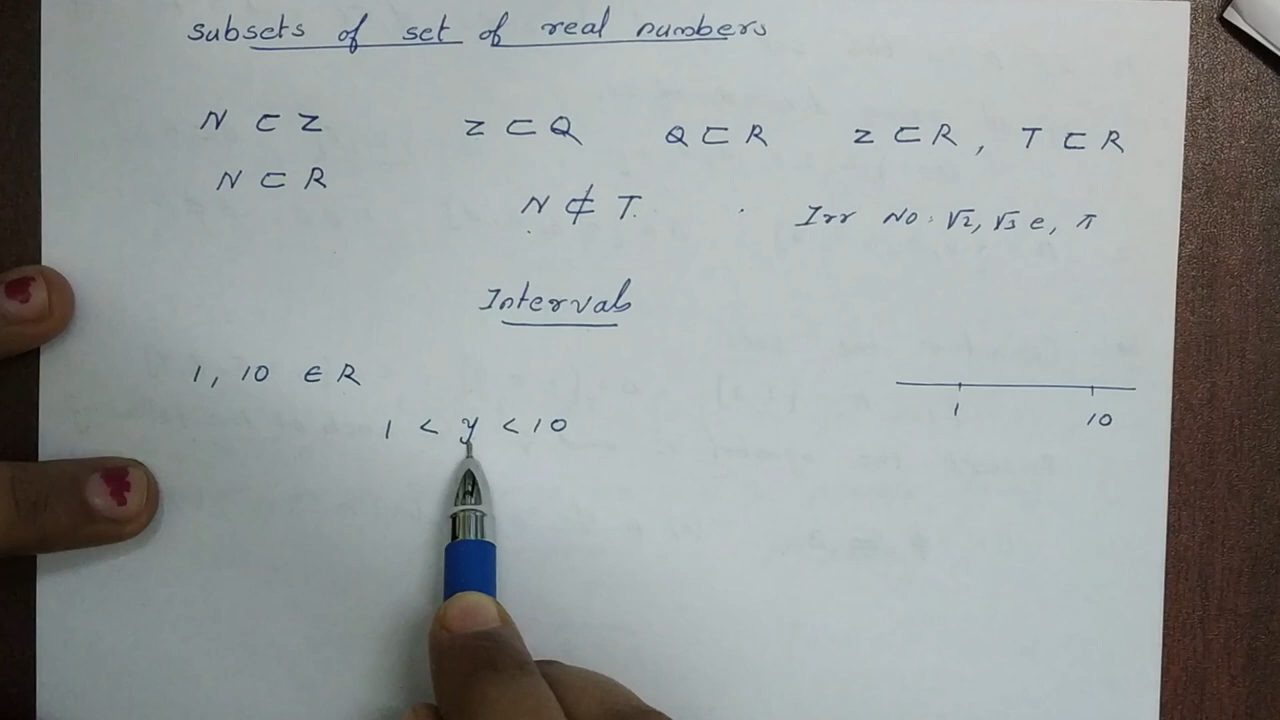 subsets of set of real numbers
N ⊂ Z   Z ⊂ Q   Q ⊂ R   Z ⊂ R , T ⊂ R
N ⊂ R
N ⊄ T.   Irr No: √2, √3 e, π
Intervals
1, 10 ∈ R
1 < y < 10
1   10